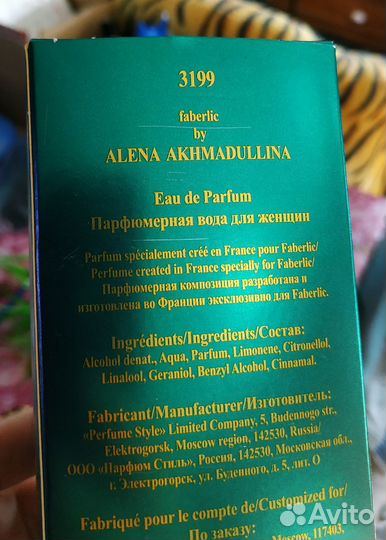 3199
faberlic
by
ALENA AKHMADULLINA
Eau de Parfum
Парфюмерная вода для женщин
Parfum spécialement créé en France pour Faberlic/
Perfume created in France specially for Faberlic/
Парфюмерная композиция разработана и
изготовлена во Франции эксклюзивно для Faberlic.
Ingrédients/Ingredients/Состав:
Alcohol denat., Aqua, Parfum, Limonene, Citronellol,
Linalool, Geraniol, Benzyl Alcohol, Cinnamal.
Fabricant/Manufacturer/Изготовитель:
«Perfume Style» Limited Company, 5, Budennogo str.,
Elektrogorsk, Moscow region, 142530, Russia/
ООО «Парфюм Стиль», Россия, 142530, Московская обл.,
г. Электрогорск, ул. Буденного, д. 5, лит. О
Fabriqué pour le compte de/Customized for/
По заказу:
Moscow, 117403,
Avito